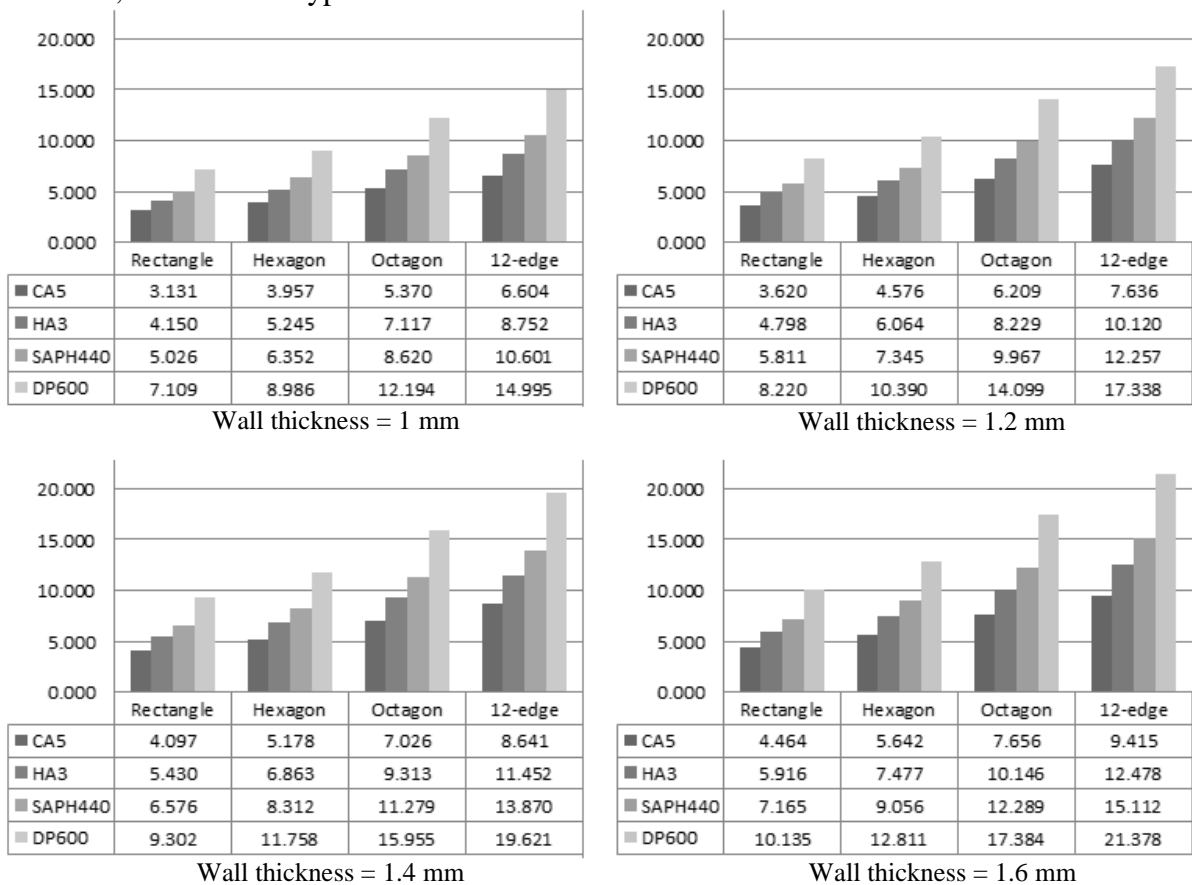 20.000
15.000
10.000
5.000
0.000
Rectangle Hexagon Octagon 12-edge
CA5 3.131 3.957 5.370 6.604
HA3 4.150 5.245 7.117 8.752
SAPH440 5.026 6.352 8.620 10.601
DP600 7.109 8.986 12.194 14.995
Wall thickness = 1 mm
20.000
15.000
10.000
5.000
0.000
Rectangle Hexagon Octagon 12-edge
CA5 3.620 4.576 6.209 7.636
HA3 4.798 6.064 8.229 10.120
SAPH440 5.811 7.345 9.967 12.257
DP600 8.220 10.390 14.099 17.338
Wall thickness = 1.2 mm
20.000
15.000
10.000
5.000
0.000
Rectangle Hexagon Octagon 12-edge
CA5 4.097 5.178 7.026 8.641
HA3 5.430 6.863 9.313 11.452
SAPH440 6.576 8.312 11.279 13.870
DP600 9.302 11.758 15.955 19.621
Wall thickness = 1.4 mm
20.000
15.000
10.000
5.000
0.000
Rectangle Hexagon Octagon 12-edge
CA5 4.464 5.642 7.656 9.415
HA3 5.916 7.477 10.146 12.478
SAPH440 7.165 9.056 12.289 15.112
DP600 10.135 12.811 17.384 21.378
Wall thickness = 1.6 mm